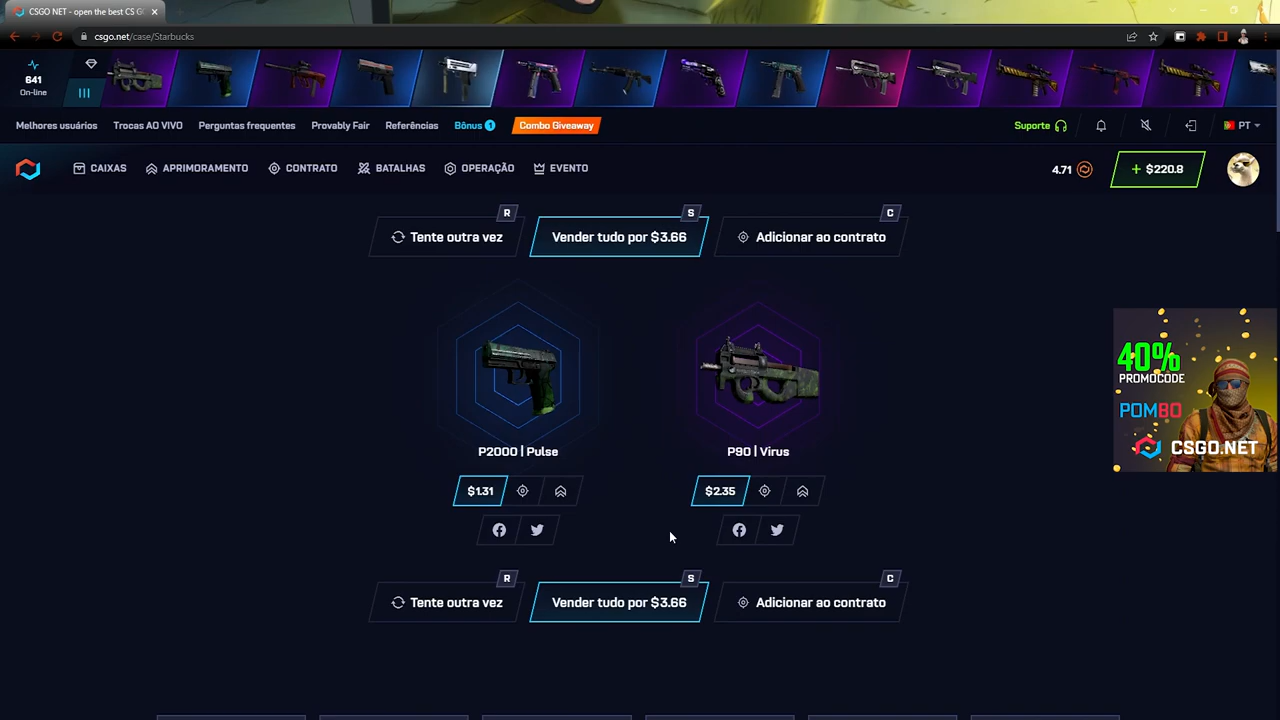 CSGO NET - open the best CS G
csgo.net/case/Starbucks
641
On-line
Melhores usuários
Trocas AO VIVO
Perguntas frequentes
Provably Fair
Referências
Bônus 1
Combo Giveaway
Suporte
PT
CAIXAS
APRIMORAMENTO
CONTRATO
BATALHAS
OPERAÇÃO
EVENTO
4.71
+ $220.8
R
S
C
Tente outra vez
Vender tudo por $3.66
Adicionar ao contrato
P2000 | Pulse
P90 | Virus
$1.31
$2.35
40%
PROMOCODE
POMBO
CSGO.NET
R
S
C
Tente outra vez
Vender tudo por $3.66
Adicionar ao contrato